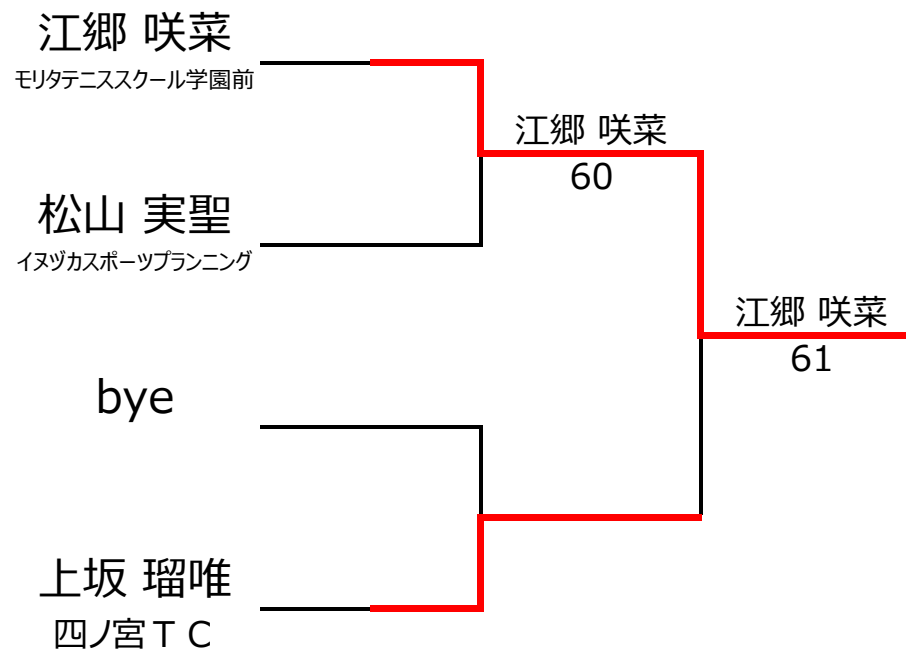 江郷 咲菜
モリタテニススクール学園前
江郷 咲菜
60
松山 実聖
イヌヅカスポーツプランニング
江郷 咲菜
61
bye
上坂 瑠唯
四ノ宮ＴＣ